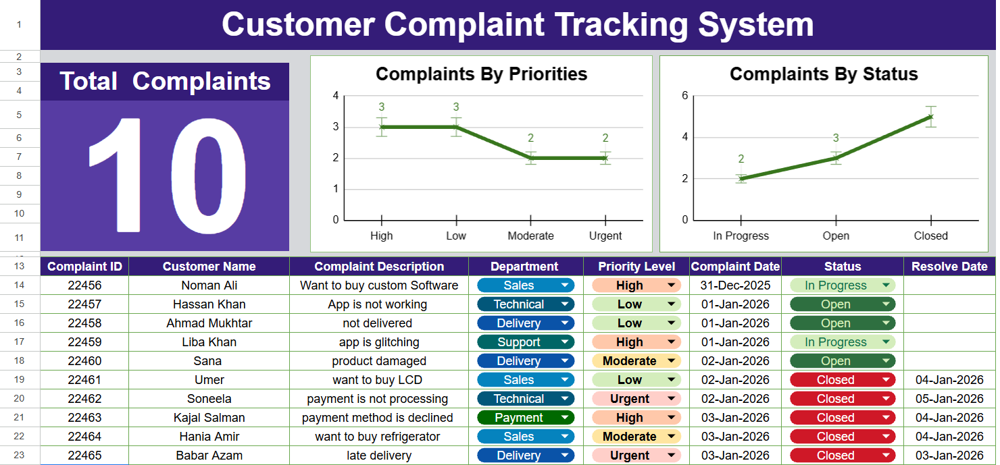 1 Customer Complaint Tracking System
2
3 Total Complaints
4
5 10
6
7
8
9
10
11
Complaints By Priorities
4
3
2
1
0
3 3 2 2
High Low Moderate Urgent
Complaints By Status
6
4
2
0
2 3
In Progress Open Closed
13 Complaint ID Customer Name Complaint Description Department Priority Level Complaint Date Status Resolve Date
14 22456 Noman Ali Want to buy custom Software Sales High 31-Dec-2025 In Progress
15 22457 Hassan Khan App is not working Technical Low 01-Jan-2026 Open
16 22458 Ahmad Mukhtar not delivered Delivery Low 01-Jan-2026 Open
17 22459 Liba Khan app is glitching Support High 01-Jan-2026 In Progress
18 22460 Sana product damaged Delivery Moderate 02-Jan-2026 Open
19 22461 Umer want to buy LCD Sales Low 02-Jan-2026 Closed 04-Jan-2026
20 22462 Soneela payment is not processing Technical Urgent 02-Jan-2026 Closed 05-Jan-2026
21 22463 Kajal Salman payment method is declined Payment High 03-Jan-2026 Closed 04-Jan-2026
22 22464 Hania Amir want to buy refrigerator Sales Moderate 03-Jan-2026 Closed 04-Jan-2026
23 22465 Babar Azam late delivery Delivery Urgent 03-Jan-2026 Closed 03-Jan-2026